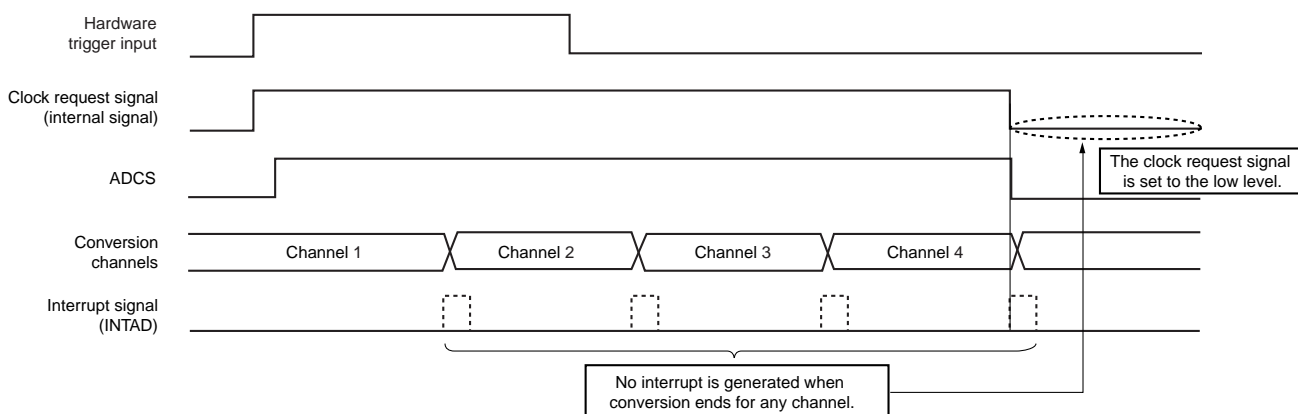 Hardware
trigger input
Clock request signal
(internal signal)
The clock request signal
is set to the low level.
ADCS
Conversion
channels
Channel 1
Channel 2
Channel 3
Channel 4
Interrupt signal
(INTAD)
No interrupt is generated when
conversion ends for any channel.